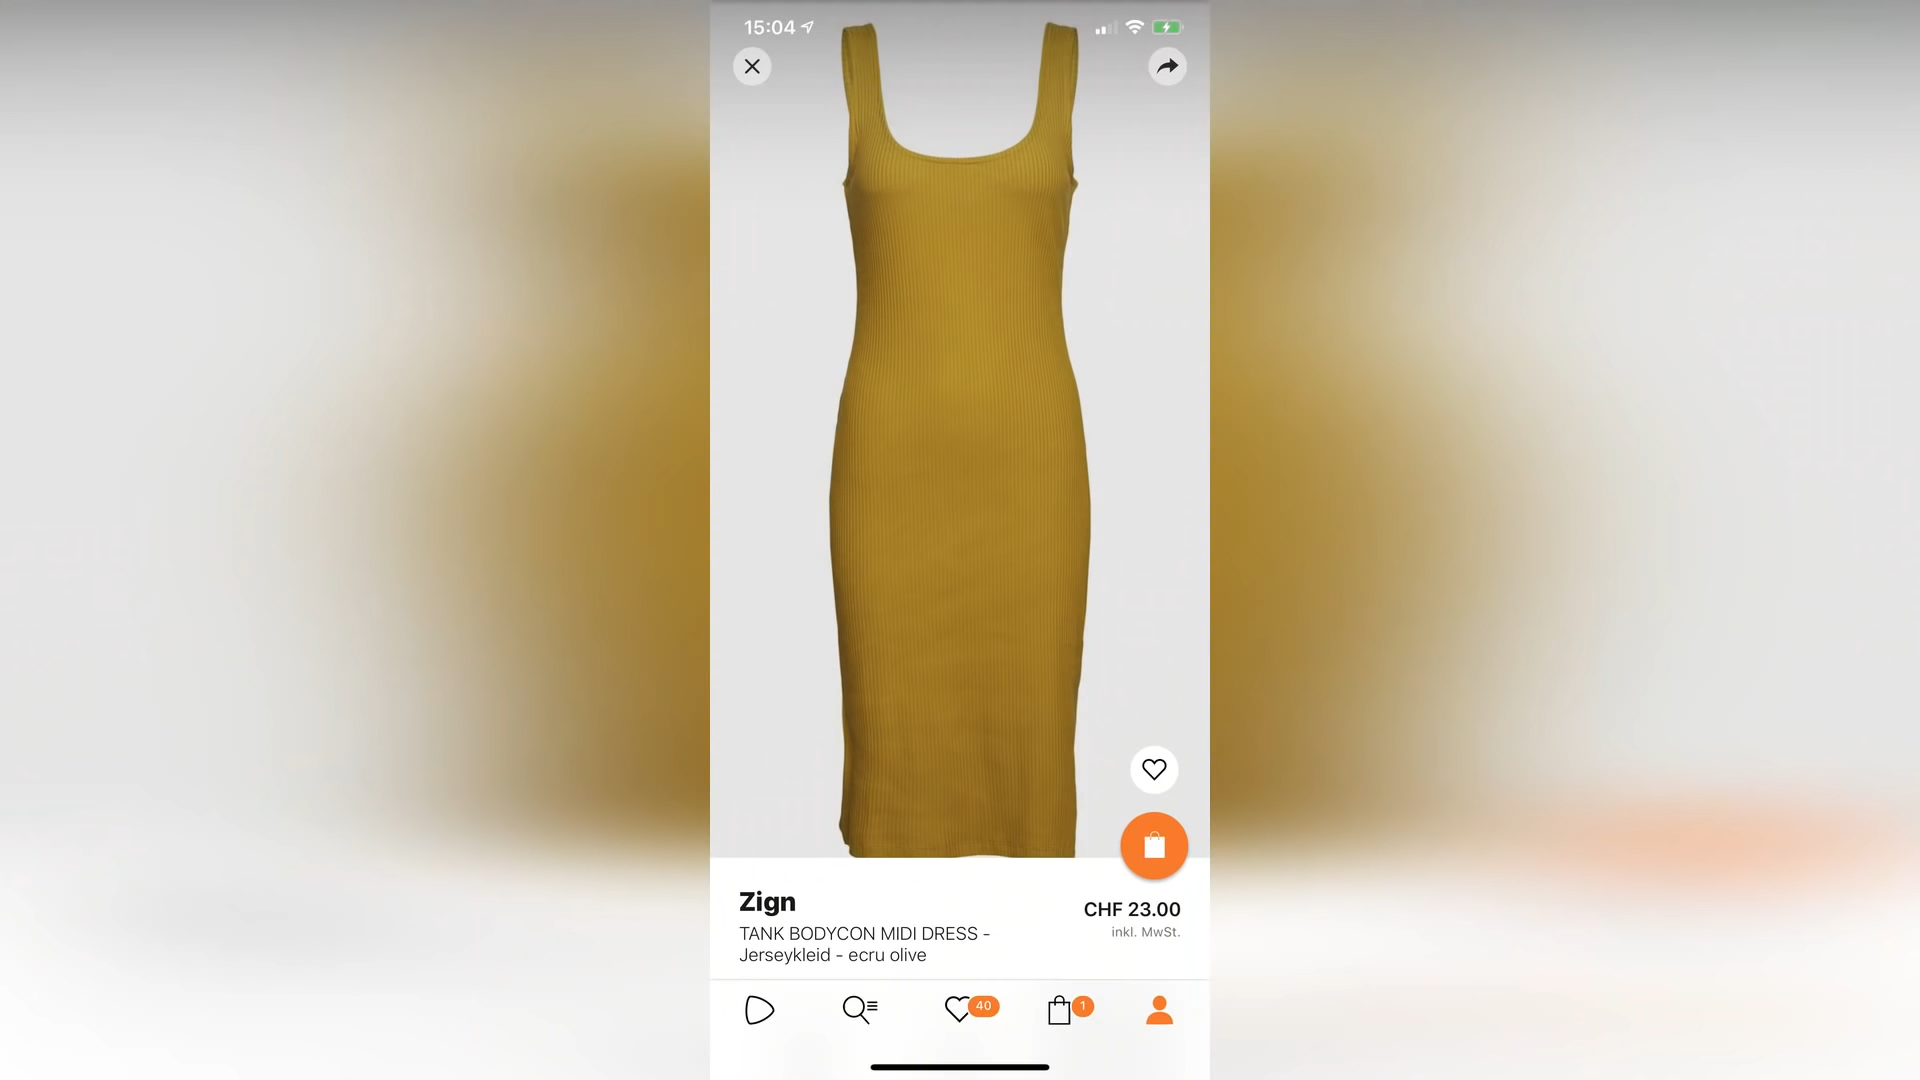 15:04
Zign
CHF 23.00
inkl. MwSt.
TANK BODYCON MIDI DRESS -
Jerseykleid - ecru olive
40
1